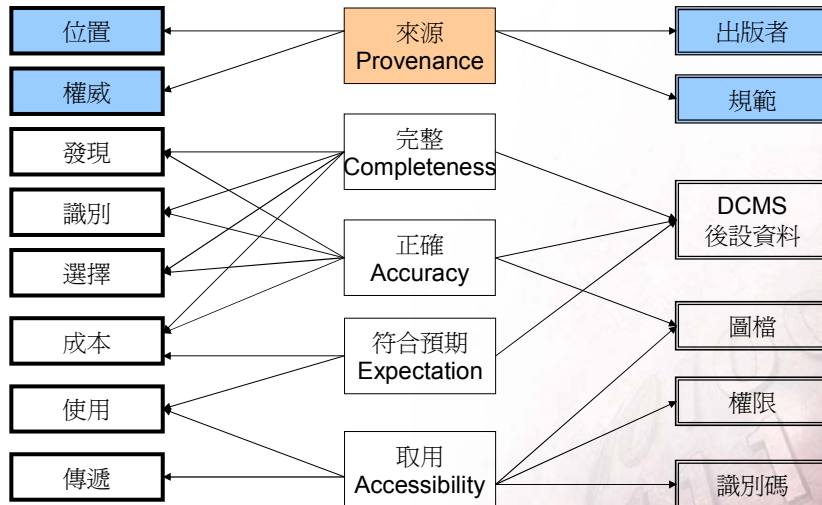 位置
權威
發現
識別
選擇
成本
使用
傳遞
來源
Provenance
完整
Completeness
正確
Accuracy
符合預期
Expectation
取用
Accessibility
出版者
規範
DCMS
後設資料
圖檔
權限
識別碼